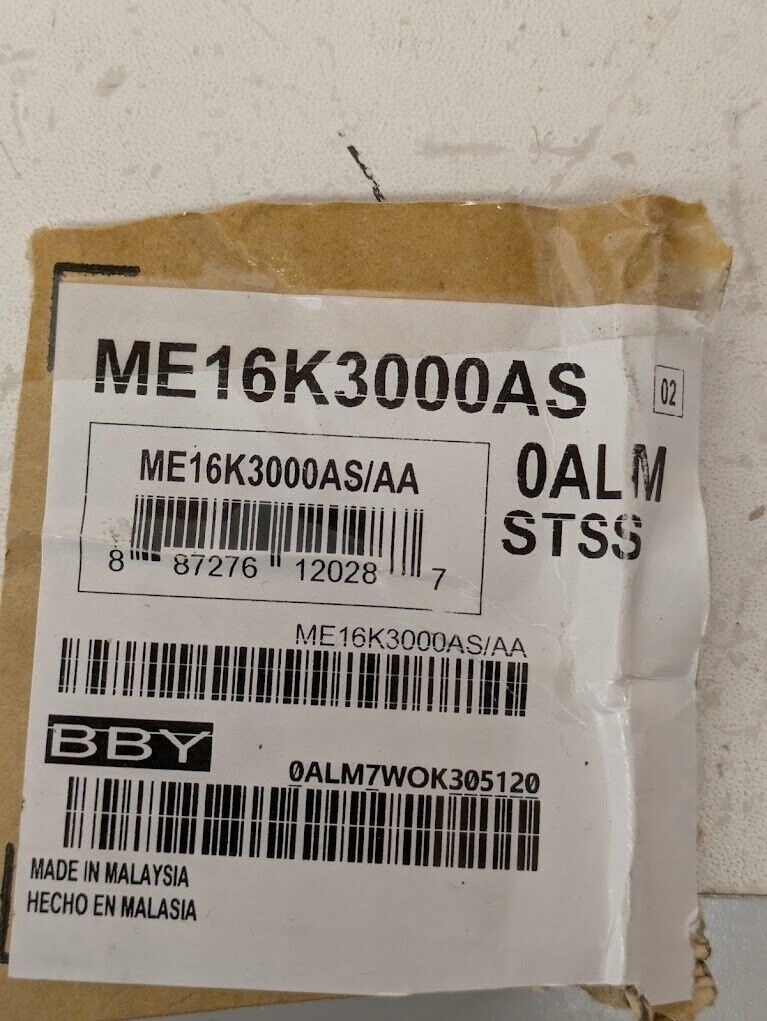 ME16K3000AS
02
ME16K3000AS/AA
0ALM
STSS
8 87276 12028 7
ME16K3000AS/AA
BBY
0ALM7WOK305120
MADE IN MALAYSIA
HECHO EN MALASIA